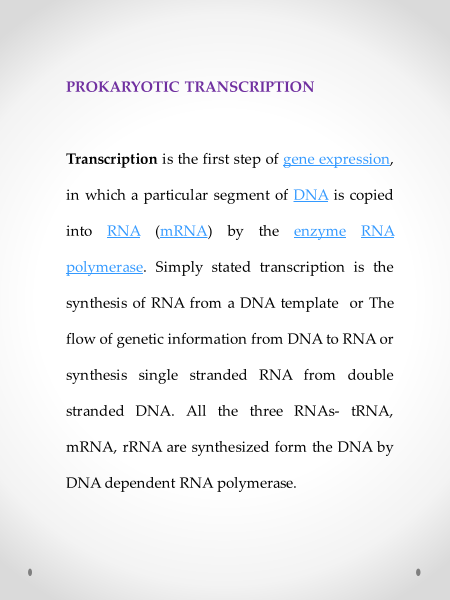 PROKARYOTIC TRANSCRIPTION
Transcription is the first step of gene expression,
in which a particular segment of DNA is copied
into RNA (mRNA) by the enzyme RNA
polymerase. Simply stated transcription is the
synthesis of RNA from a DNA template or The
flow of genetic information from DNA to RNA or
synthesis single stranded RNA from double
stranded DNA. All the three RNAs- tRNA,
mRNA, rRNA are synthesized form the DNA by
DNA dependent RNA polymerase.